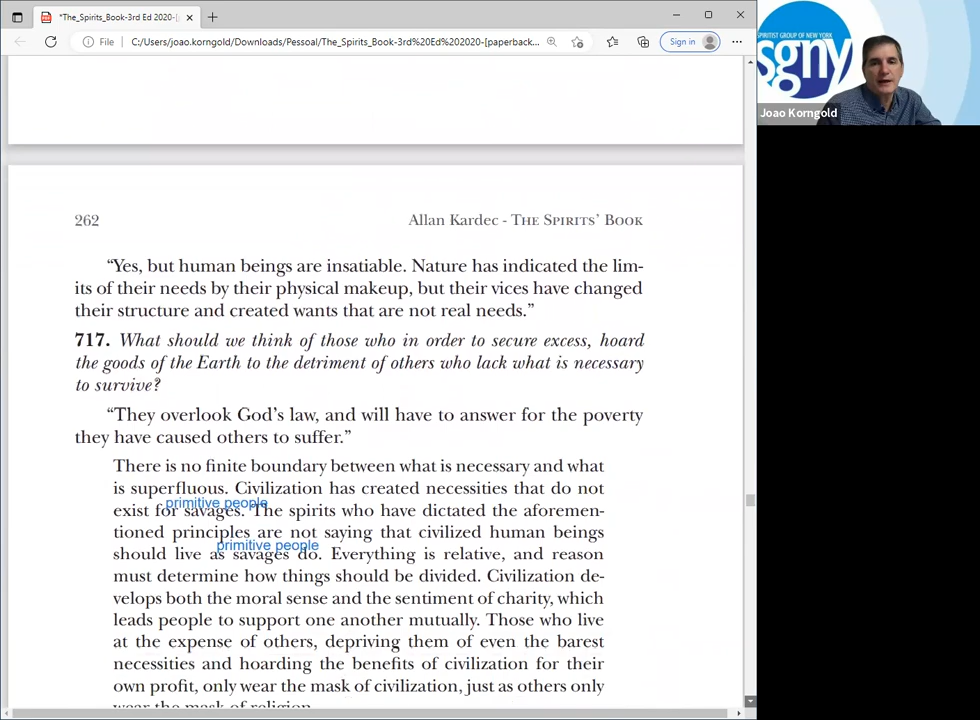 *The_Spirits_Book-3rd Ed 2020-[
File
C:/Users/joao.korngold/Downloads/Pessoal/The_Spirits_Book-3rd%20Ed%202020-[paperback...
Sign in
SPIRITIST GROUP OF NEW YORK
sgny
Joao Korngold
262
Allan Kardec - The Spirits’ Book
“Yes, but human beings are insatiable. Nature has indicated the lim-
its of their needs by their physical makeup, but their vices have changed
their structure and created wants that are not real needs.”
717. What should we think of those who in order to secure excess, hoard
the goods of the Earth to the detriment of others who lack what is necessary
to survive?
“They overlook God’s law, and will have to answer for the poverty
they have caused others to suffer.”
There is no finite boundary between what is necessary and what
is superfluous. Civilization has created necessities that do not
primitive people
exist for savages. The spirits who have dictated the aforemen-
tioned principles are not saying that civilized human beings
primitive people
should live as savages do. Everything is relative, and reason
must determine how things should be divided. Civilization de-
velops both the moral sense and the sentiment of charity, which
leads people to support one another mutually. Those who live
at the expense of others, depriving them of even the barest
necessities and hoarding the benefits of civilization for their
own profit, only wear the mask of civilization, just as others only
wear the mask of religion.